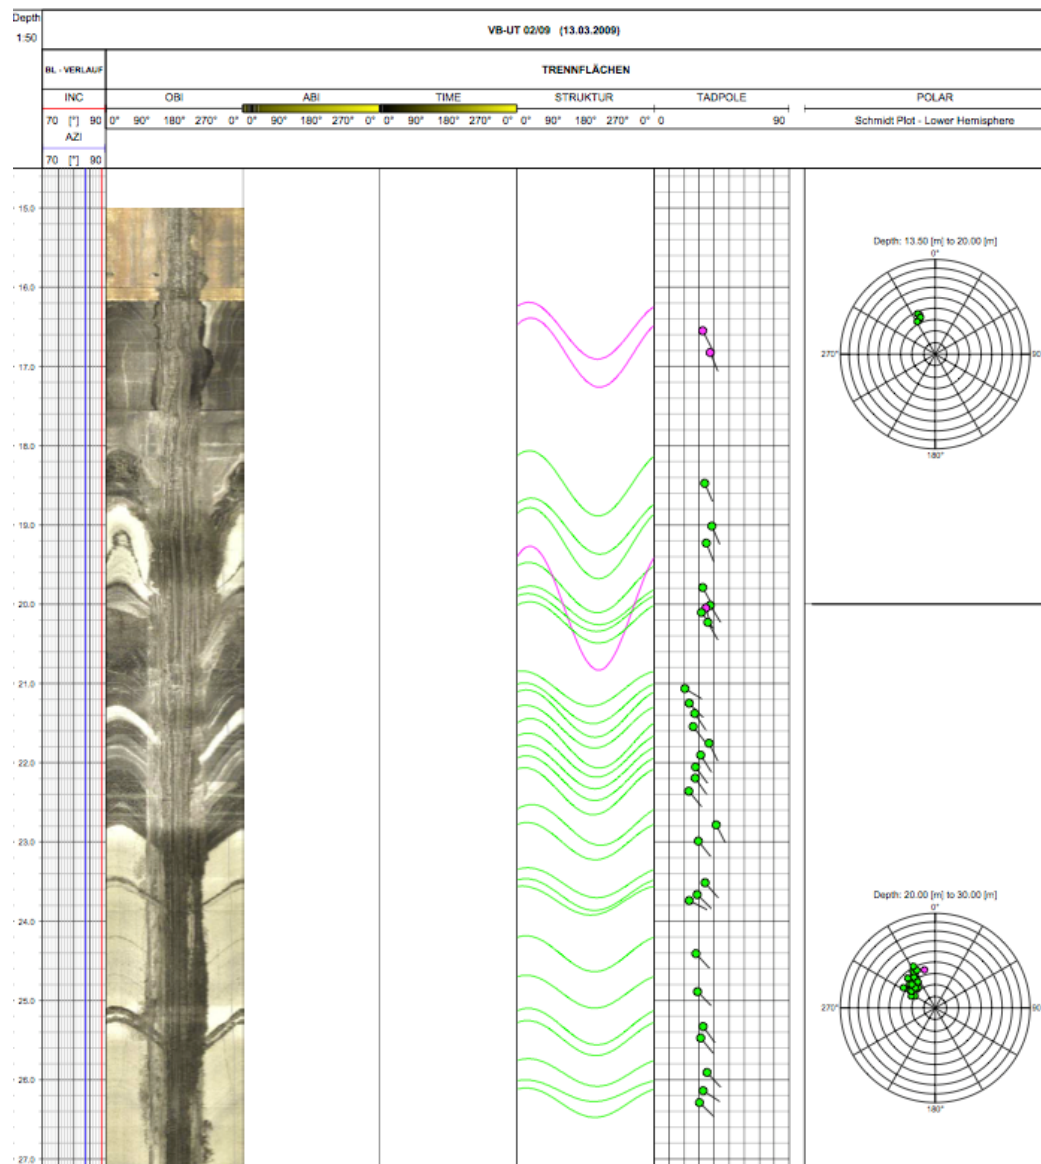 Depth
1:50
VB-UT 02/09 (13.03.2009)
BL - VERLAUF
TRENNFLÄCHEN
INC
OBI
ABI
TIME
STRUKTUR
TADPOLE
POLAR
70 [°] 90
0° 90° 180° 270° 0°
0° 90° 180° 270° 0°
0° 90° 180° 270° 0°
0° 90° 180° 270° 0°
0 90
Schmidt Plot - Lower Hemisphere
AZI
70 [°] 90
15.0
16.0
17.0
18.0
19.0
20.0
21.0
22.0
23.0
24.0
25.0
26.0
27.0
Depth: 13.50 [m] to 20.00 [m]
0°
270°
90
180°
Depth: 20.00 [m] to 30.00 [m]
0°
270°
90
180°